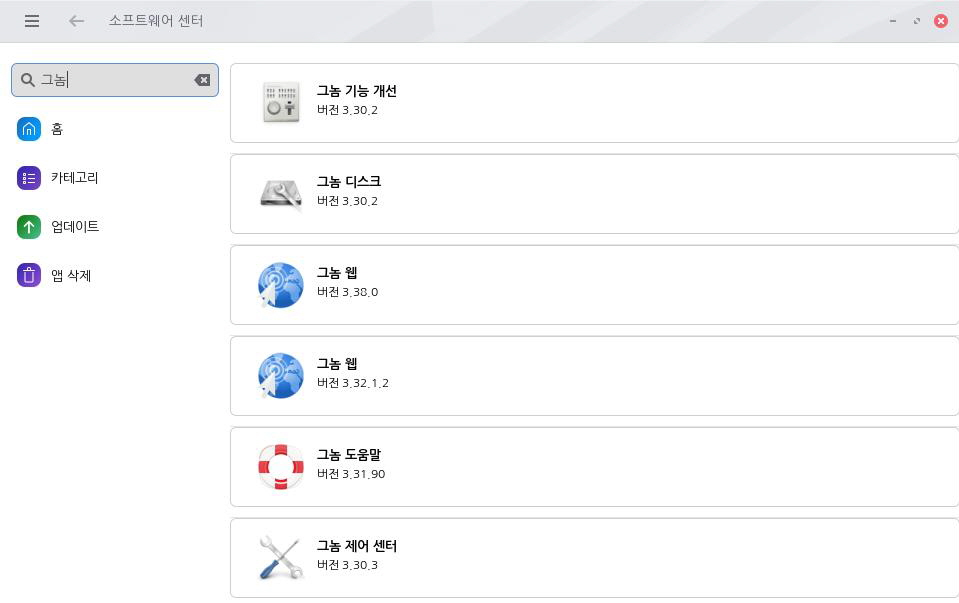 소프트웨어 센터
그놈
홈
카테고리
업데이트
앱 삭제
그놈 기능 개선
버전 3.30.2
그놈 디스크
버전 3.30.2
그놈 웹
버전 3.38.0
그놈 웹
버전 3.32.1.2
그놈 도움말
버전 3.31.90
그놈 제어 센터
버전 3.30.3